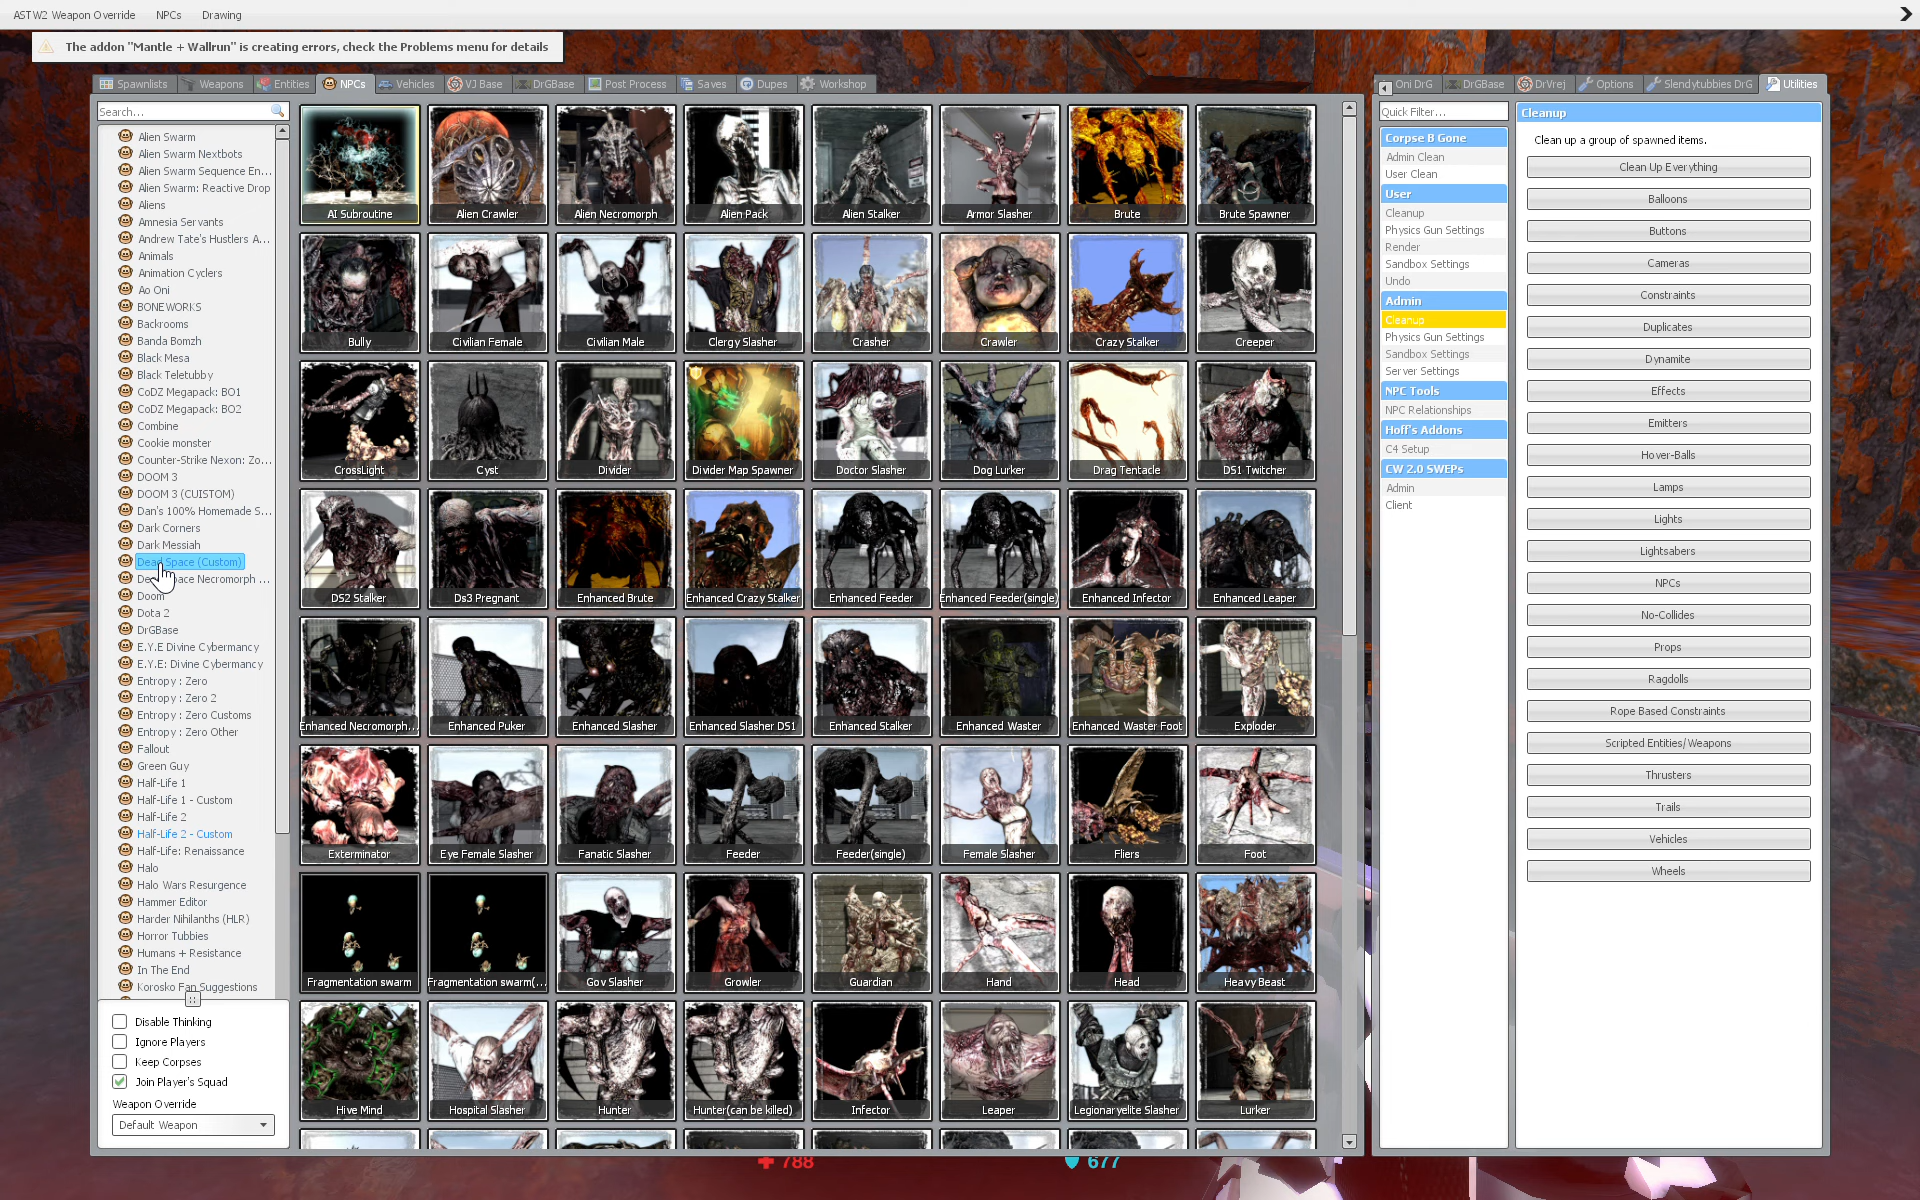 ASTW2 Weapon Override NPCs Drawing
The addon "Mantle + Wallrun" is creating errors, check the Problems menu for details
Spawnlists Weapons Entities NPCs Vehicles VJ Base DrGBase Post Process Saves Dupes Workshop
Search...
Alien Swarm
Alien Swarm Nextbots
Alien Swarm Sequence En...
Alien Swarm: Reactive Drop
Aliens
Amnesia Servants
Andrew Tate's Hustlers A...
Animals
Animation Cyclers
Ao Oni
BONEWORKS
Backrooms
Banda Bomzh
Black Mesa
Black Teletubby
CoDZ Megapack: BO1
CoDZ Megapack: BO2
Combine
Cookie monster
Counter-Strike Nexon: Zo...
DOOM 3
DOOM 3 (CUISTOM)
Dan's 100% Homemade S...
Dark Corners
Dark Messiah
Dead Space (Custom)
Necromorph ...
Doom
Dota 2
DrGBase
E.Y.E Divine Cybermancy
E.Y.E: Divine Cybermancy
Entropy : Zero
Entropy : Zero 2
Entropy : Zero Customs
Entropy : Zero Other
Fallout
Green Guy
Half-Life 1
Half-Life 1 - Custom
Half-Life 2
Half-Life 2 - Custom
Half-Life: Renaissance
Halo
Halo Wars Resurgence
Hammer Editor
Harder Nihilanths (HLR)
Horror Tubbies
Humans + Resistance
In The End
Korosko Fan Suggestions
Disable Thinking
Ignore Players
Keep Corpses
Join Player's Squad
Weapon Override
Default Weapon
AI Subroutine Alien Crawler Alien Necromorph Alien Pack Alien Stalker Armor Slasher Brute Brute Spawner
Bully Civilian Female Civilian Male Clergy Slasher Crasher Crawler Crazy Stalker Creeper
CrossLight Cyst Divider Divider Map Spawner Doctor Slasher Dog Lurker Drag Tentacle DS1 Twitcher
DS2 Stalker Ds3 Pregnant Enhanced Brute Enhanced Crazy Stalker Enhanced Feeder Enhanced Feeder(single) Enhanced Infector Enhanced Leaper
Enhanced Necromorph... Enhanced Puker Enhanced Slasher Enhanced Slasher DS1 Enhanced Stalker Enhanced Waster Enhanced Waster Foot Exploder
Exterminator Eye Female Slasher Fanatic Slasher Feeder Feeder(single) Female Slasher Fliers Foot
Fragmentation swarm Fragmentation swarm(... Gov Slasher Growler Guardian Hand Head Heavy Beast
Hive Mind Hospital Slasher Hunter Hunter(can be killed) Infector Leaper Legionaryelite Slasher Lurker
788 677
Oni DrG DrGBase DrVrej Options Slendytubbies DrG Utilities
Quick Filter...
Corpse B Gone
Admin Clean
User Clean
User
Cleanup
Physics Gun Settings
Render
Sandbox Settings
Undo
Admin
Cleanup
Physics Gun Settings
Sandbox Settings
Server Settings
NPC Tools
NPC Relationships
Hoff's Addons
C4 Setup
CW 2.0 SWEPs
Admin
Client
Cleanup
Clean up a group of spawned items.
Clean Up Everything
Balloons
Buttons
Cameras
Constraints
Duplicates
Dynamite
Effects
Emitters
Hover-Balls
Lamps
Lights
Lightsabers
NPCs
No-Collides
Props
Ragdolls
Rope Based Constraints
Scripted Entities/Weapons
Thrusters
Trails
Vehicles
Wheels